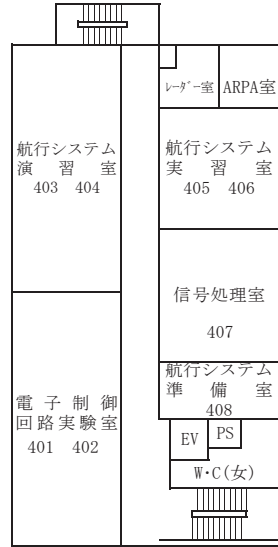 レーダー室
ARPA室
航行システム
演習室
403 404
航行システム
実習室
405 406
信号処理室
407
航行システム
準備室
408
電子制御
回路実験室
401 402
EV
PS
W・C(女)